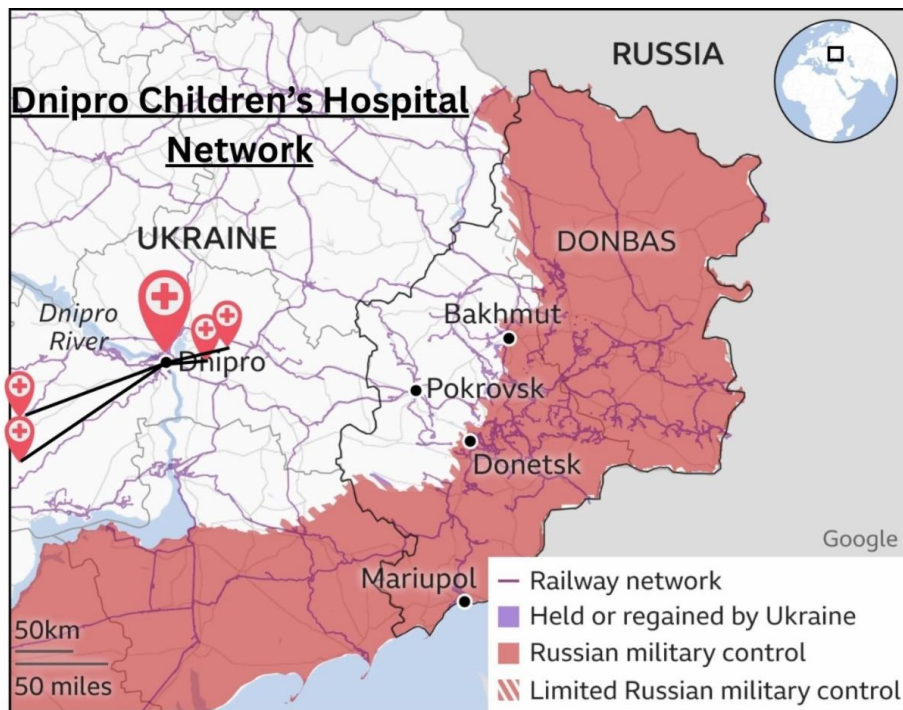 Dnipro Children’s Hospital
Network
RUSSIA
UKRAINE
DONBAS
Dnipro
River
Dnipro
Bakhmut
Pokrovsk
Donetsk
Mariupol
Google
50km
50 miles
Railway network
Held or regained by Ukraine
Russian military control
Limited Russian military control